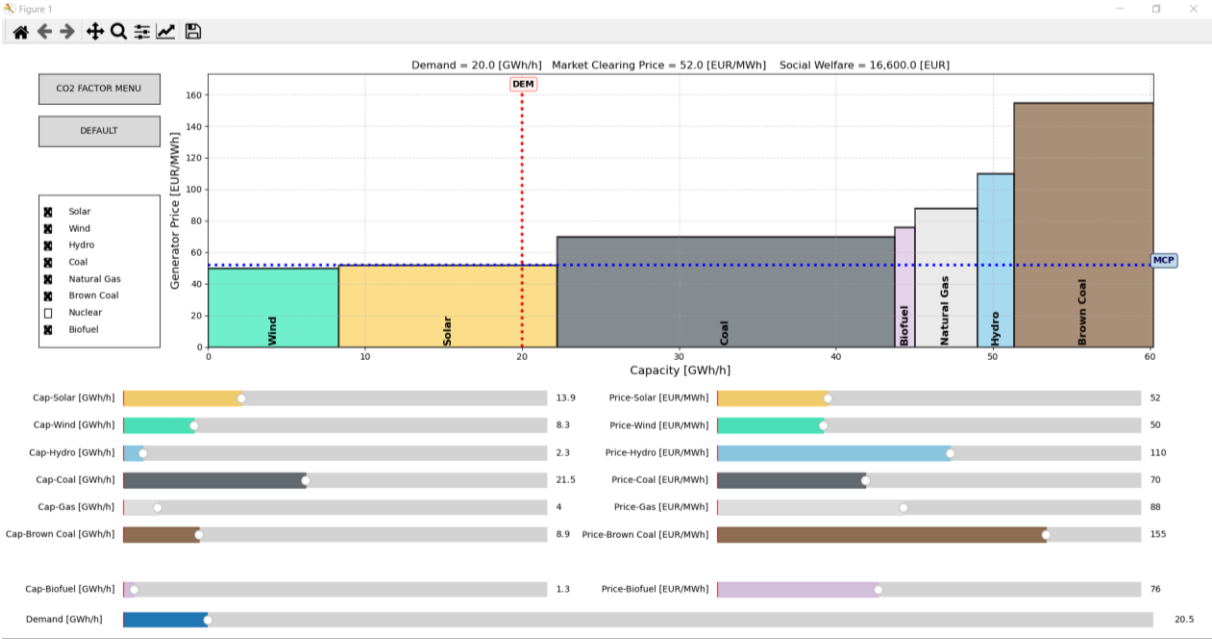 Figure 1
Demand = 20.0 [GWh/h]   Market Clearing Price = 52.0 [EUR/MWh]   Social Welfare = 16,600.0 [EUR]
CO2 FACTOR MENU
DEFAULT
Solar
Wind
Hydro
Coal
Natural Gas
Brown Coal
Nuclear
Biofuel
Generator Price [EUR/MWh]
160
140
120
100
80
60
40
20
0
DEM
MCP
Wind
Solar
Coal
Biofuel
Natural Gas
Hydro
Brown Coal
0 10 20 30 40 50 60
Capacity [GWh/h]
Cap-Solar [GWh/h] 13.9 Price-Solar [EUR/MWh] 52
Cap-Wind [GWh/h] 8.3 Price-Wind [EUR/MWh] 50
Cap-Hydro [GWh/h] 2.3 Price-Hydro [EUR/MWh] 110
Cap-Coal [GWh/h] 21.5 Price-Coal [EUR/MWh] 70
Cap-Gas [GWh/h] 4 Price-Gas [EUR/MWh] 88
Cap-Brown Coal [GWh/h] 8.9 Price-Brown Coal [EUR/MWh] 155
Cap-Biofuel [GWh/h] 1.3 Price-Biofuel [EUR/MWh] 76
Demand [GWh/h] 20.5